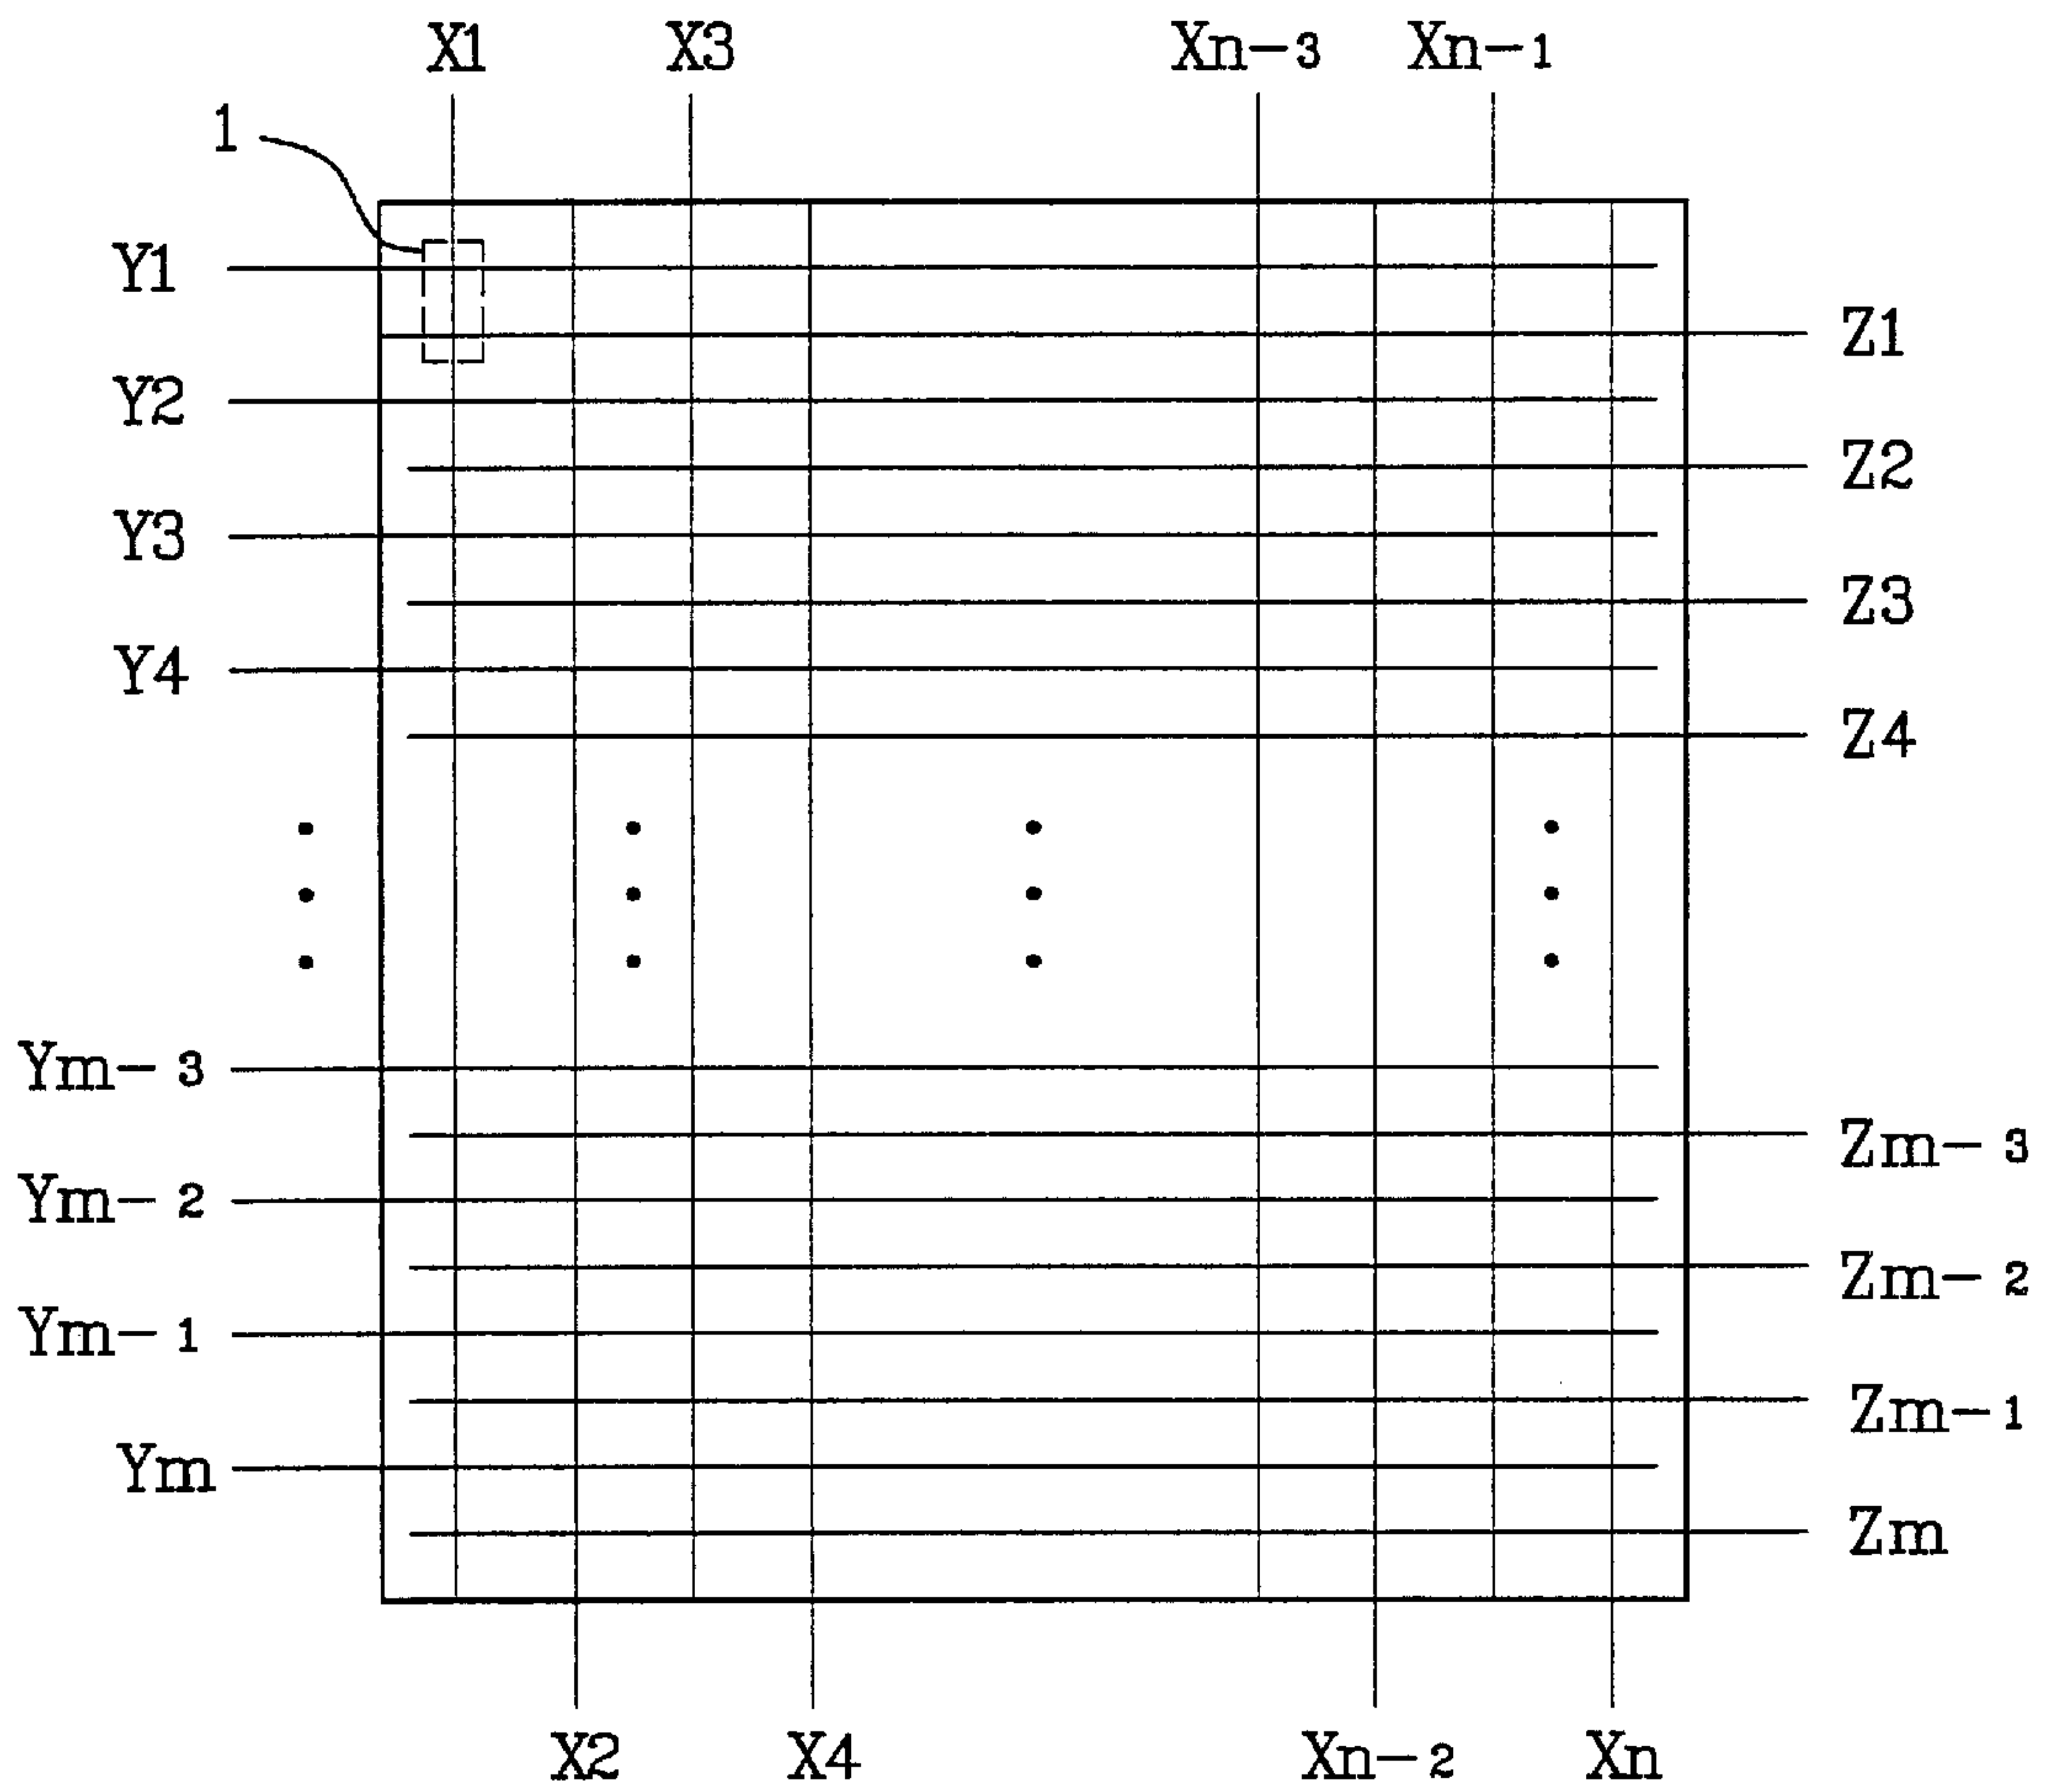 X1 X3 Xn-3 Xn-1
1
Y1
Z1
Y2
Z2
Y3
Z3
Y4
Z4
Ym-3
Zm-3
Ym-2
Zm-2
Ym-1
Zm-1
Ym
Zm
X2 X4 Xn-2 Xn